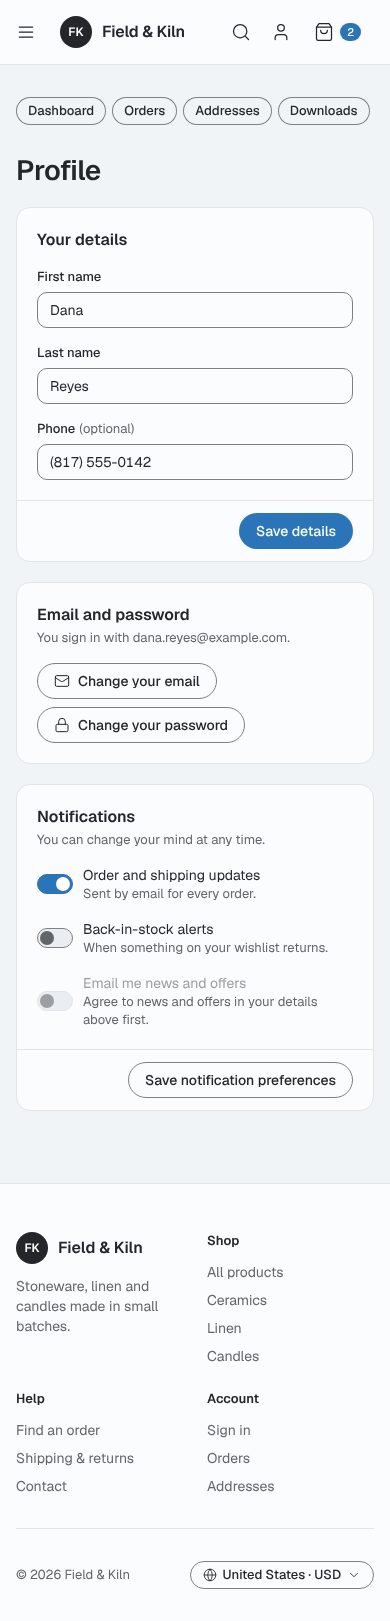 FK Field & Kiln 2
Dashboard Orders Addresses Downloads
Profile
Your details
First name
Dana
Last name
Reyes
Phone (optional)
(817) 555-0142
Save details
Email and password
You sign in with dana.reyes@example.com.
Change your email
Change your password
Notifications
You can change your mind at any time.
Order and shipping updates
Sent by email for every order.
Back-in-stock alerts
When something on your wishlist returns.
Email me news and offers
Agree to news and offers in your details
above first.
Save notification preferences
FK Field & Kiln
Stoneware, linen and
candles made in small
batches.
Shop
All products
Ceramics
Linen
Candles
Help
Find an order
Shipping & returns
Contact
Account
Sign in
Orders
Addresses
© 2026 Field & Kiln
United States · USD